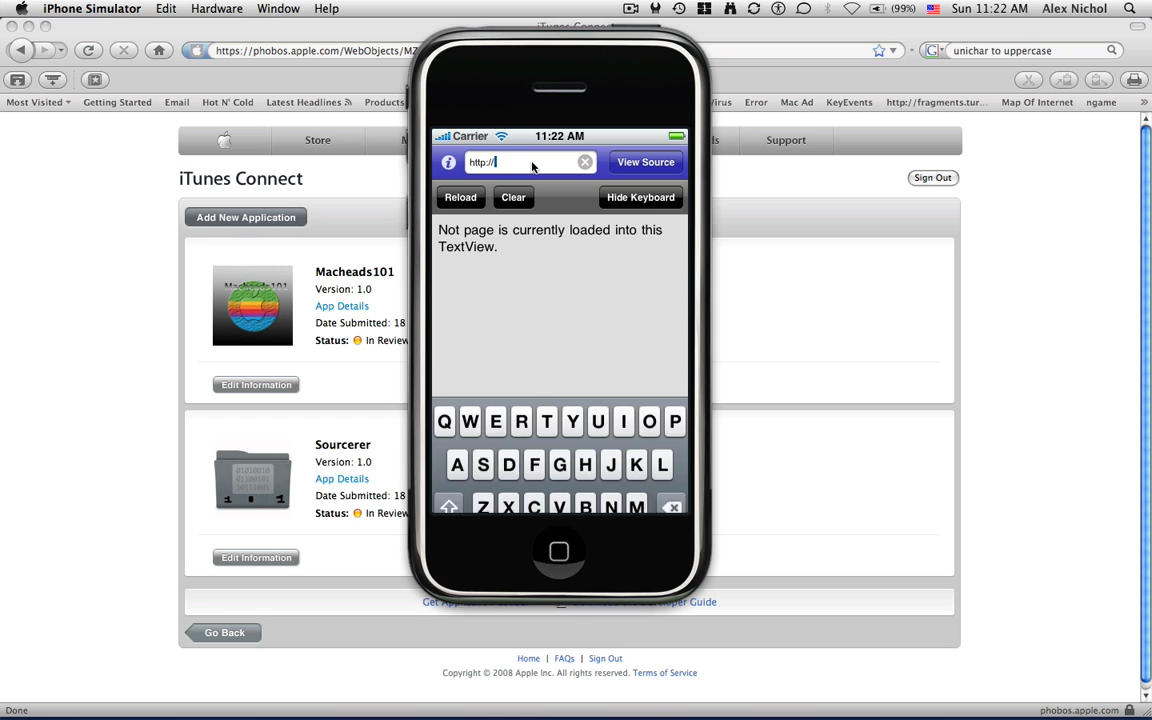 iPhone Simulator Edit Hardware Window Help (99%) Sun 11:22 AM Alex Nichol
iTunes Connect
https://phobos.apple.com/WebObjects/MZ
unichar to uppercase
Most Visited Getting Started Email Hot N' Cold Latest Headlines Products Virus Error Mac Ad KeyEvents http://fragments.tur... Map Of Internet ngame »
Carrier 11:22 AM
http:// View Source
Reload Clear Hide Keyboard
Not page is currently loaded into this
TextView.
Q W E R T Y U I O P
A S D F G H J K L
Z X C V B N M
Store Support
iTunes Connect
Sign Out
Add New Application
Macheads101
Macheads101
Version: 1.0
App Details
Date Submitted: 18
Status: In Review
Edit Information
01010010
01100101
Sourcerer
Version: 1.0
App Details
Date Submitted: 18
Status: In Review
Edit Information
Go Back
Home | FAQs | Sign Out
Copyright © 2008 Apple Inc. All rights reserved. Terms of Service
Done phobos.apple.com